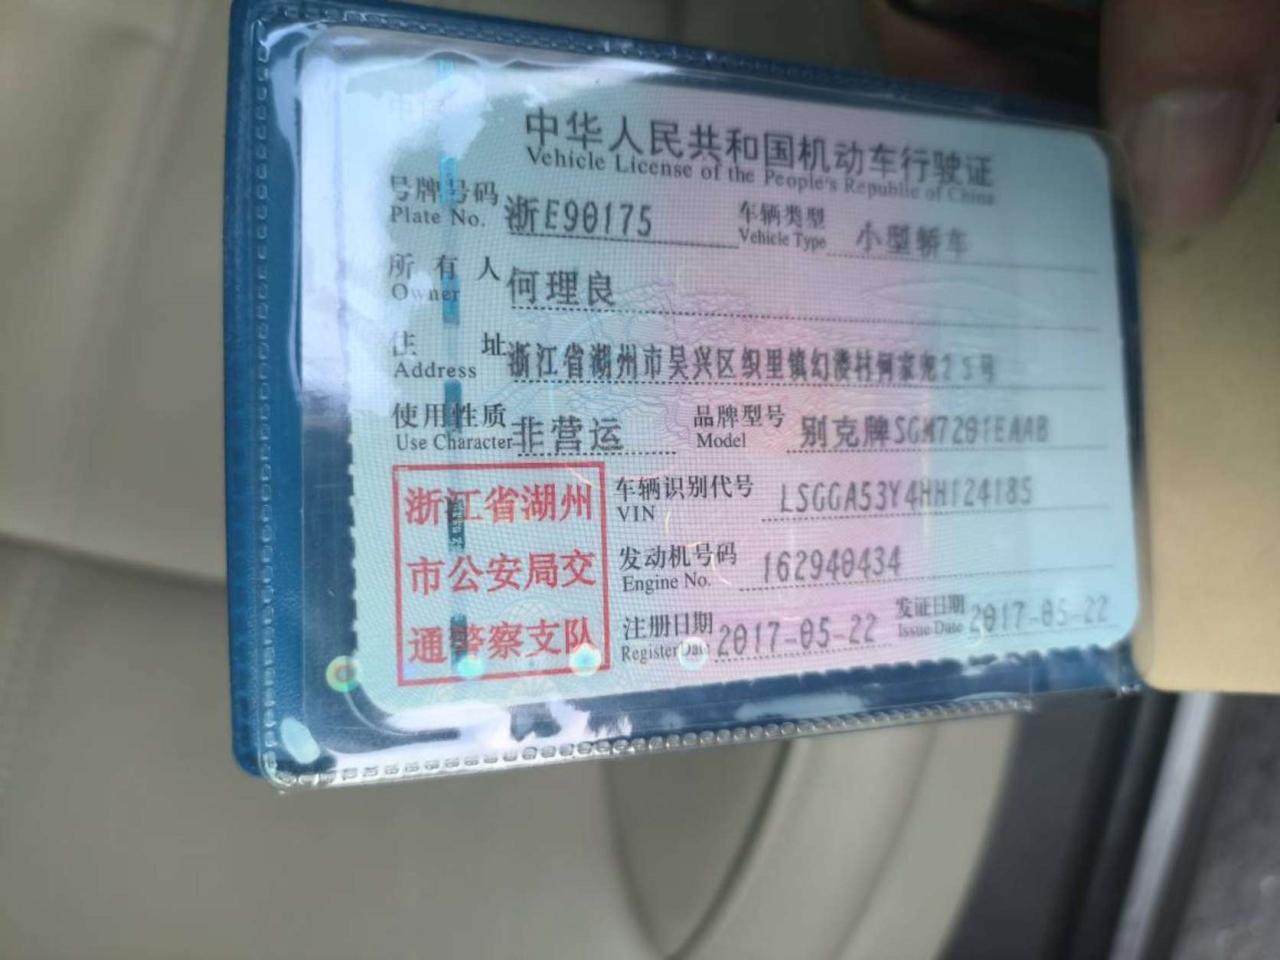 中华人民共和国机动车行驶证
Vehicle License of the People's Republic of China
号牌号码 浙E90175 车辆类型 小型轿车
Plate No. Vehicle Type
所有人 何理良
Owner
住址 浙江省湖州市吴兴区织里镇幻溇村何家兜25号
Address
使用性质 非营运 品牌型号 别克牌SGM7201EAAB
Use Character Model
车辆识别代号 LSGGA53Y4HH124185
VIN
发动机号码 162940434
Engine No.
注册日期 2017-05-22 发证日期 2017-05-22
Register Date Issue Date
浙江省湖州
市公安局交
通警察支队